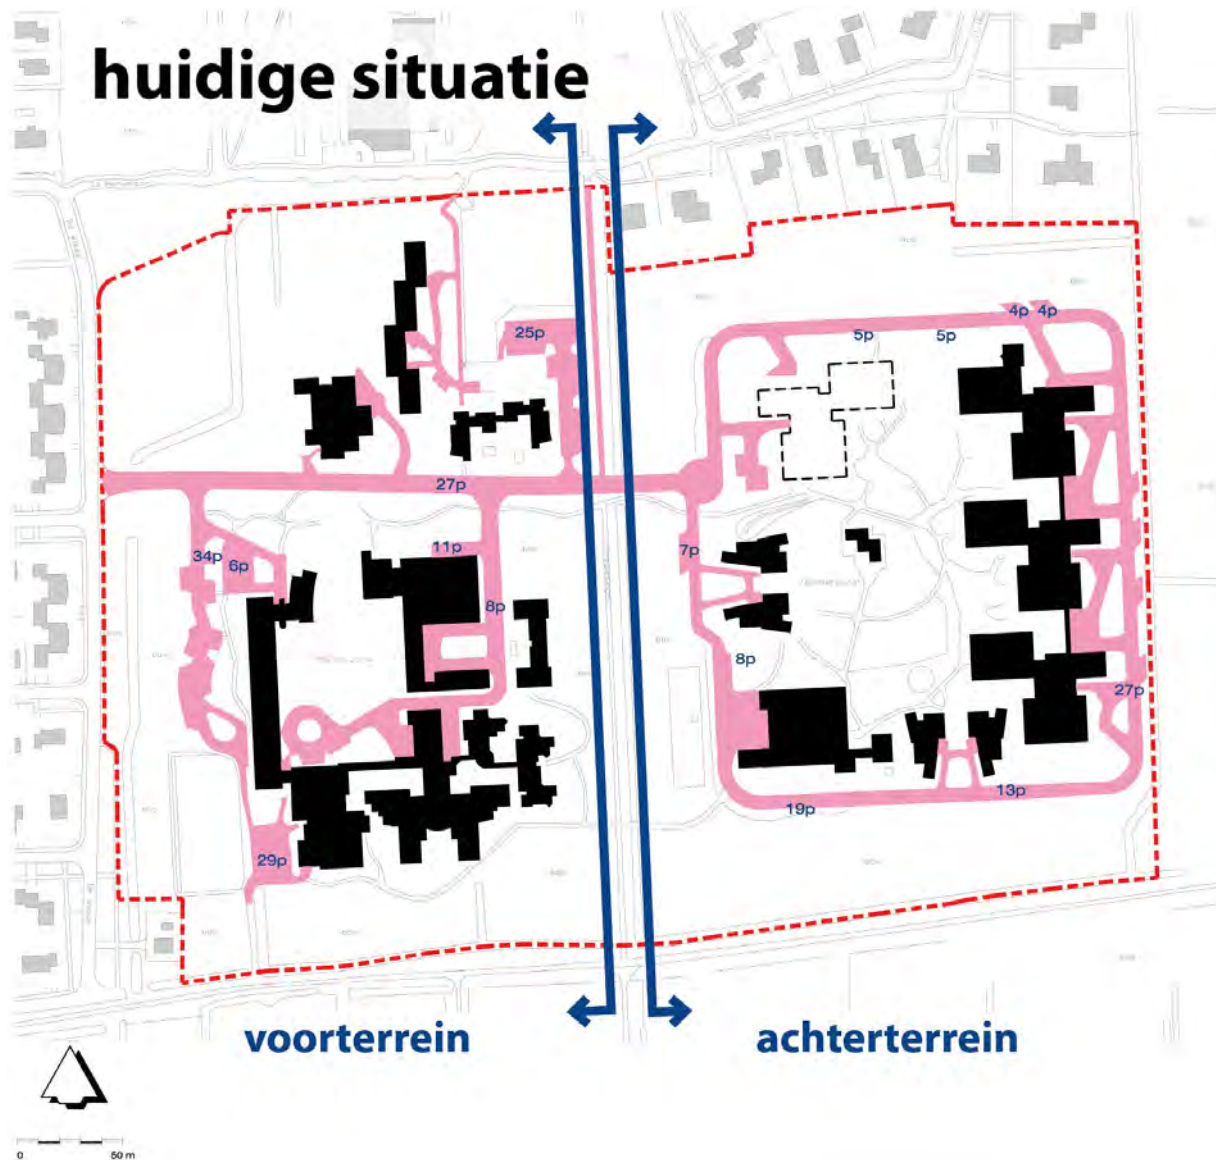 huidige situatie
25p
4p 4p
5p
5p
27p
34p
6p
11p
8p
7p
8p
27p
29p
19p
13p
voorterrein
achterterrein
0
50 m